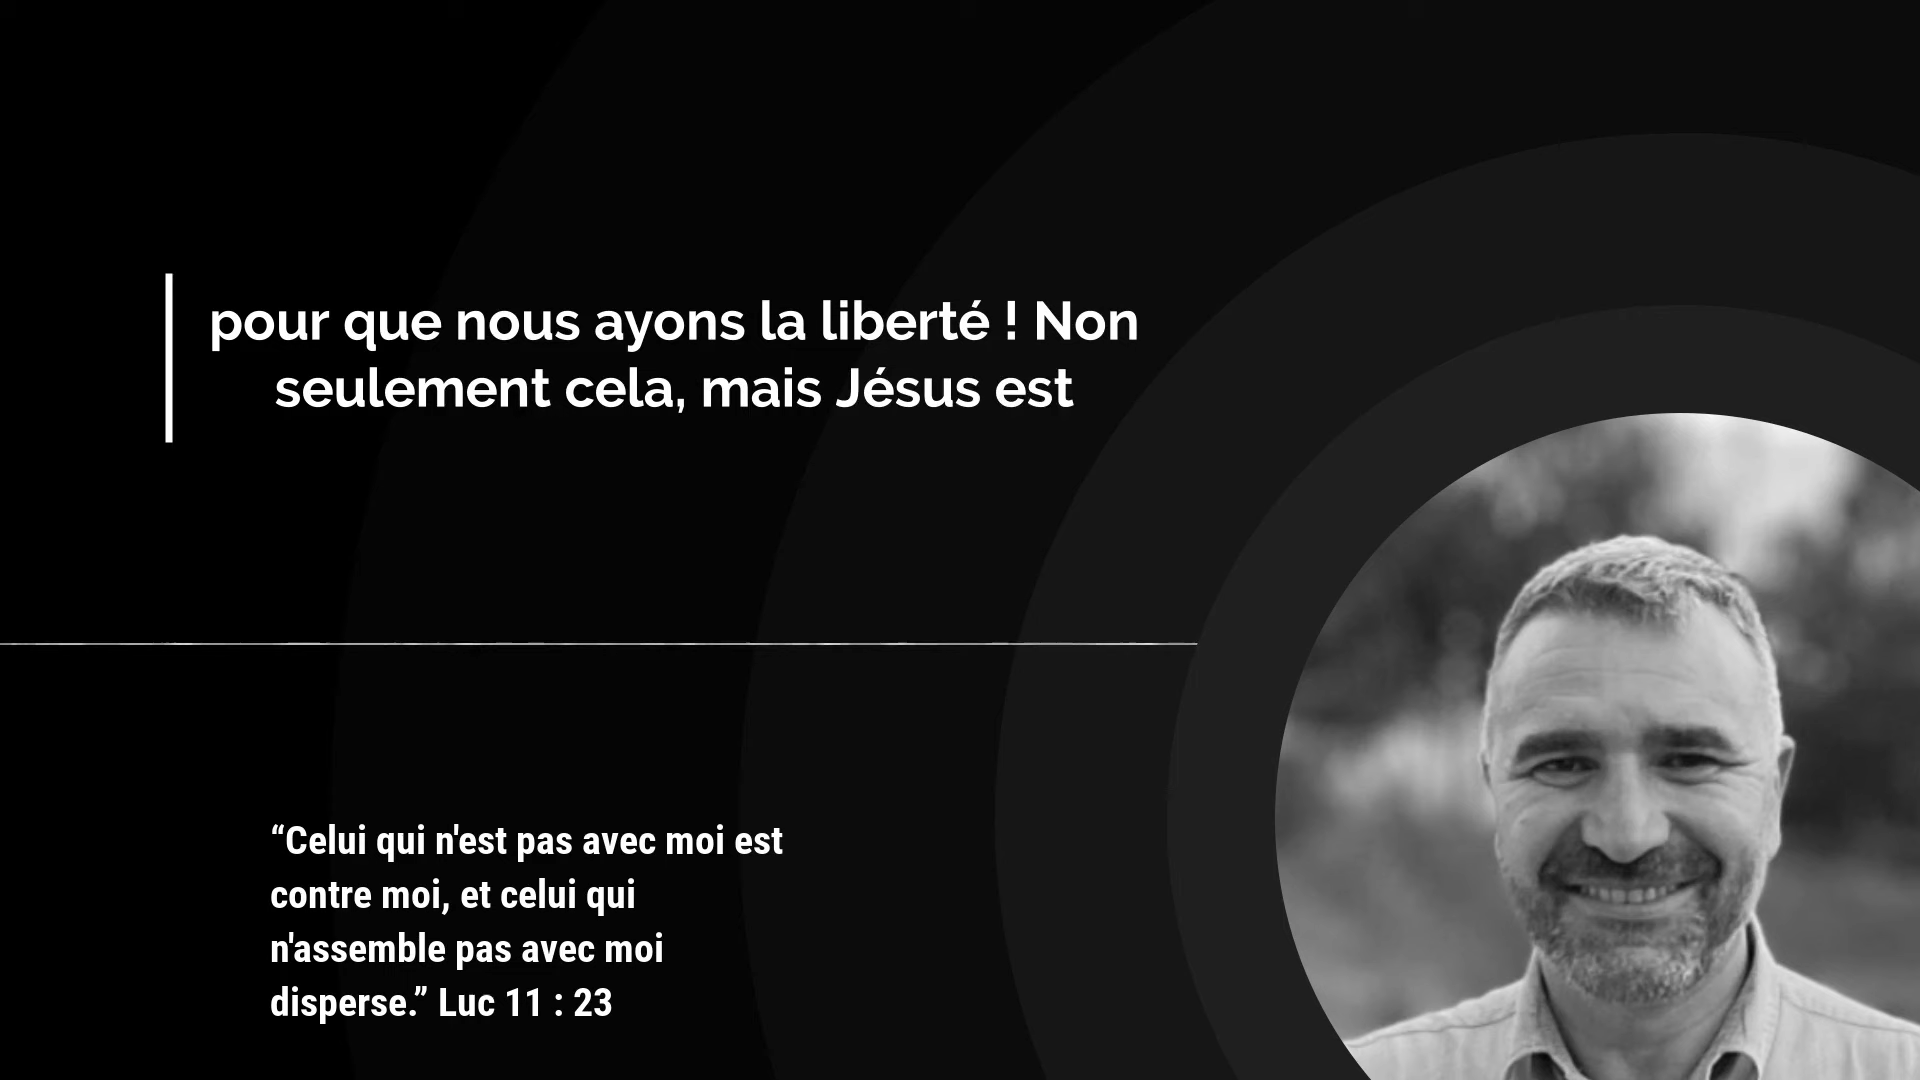 pour que nous ayons la liberté ! Non
seulement cela, mais Jésus est
“Celui qui n'est pas avec moi est
contre moi, et celui qui
n'assemble pas avec moi
disperse.” Luc 11 : 23